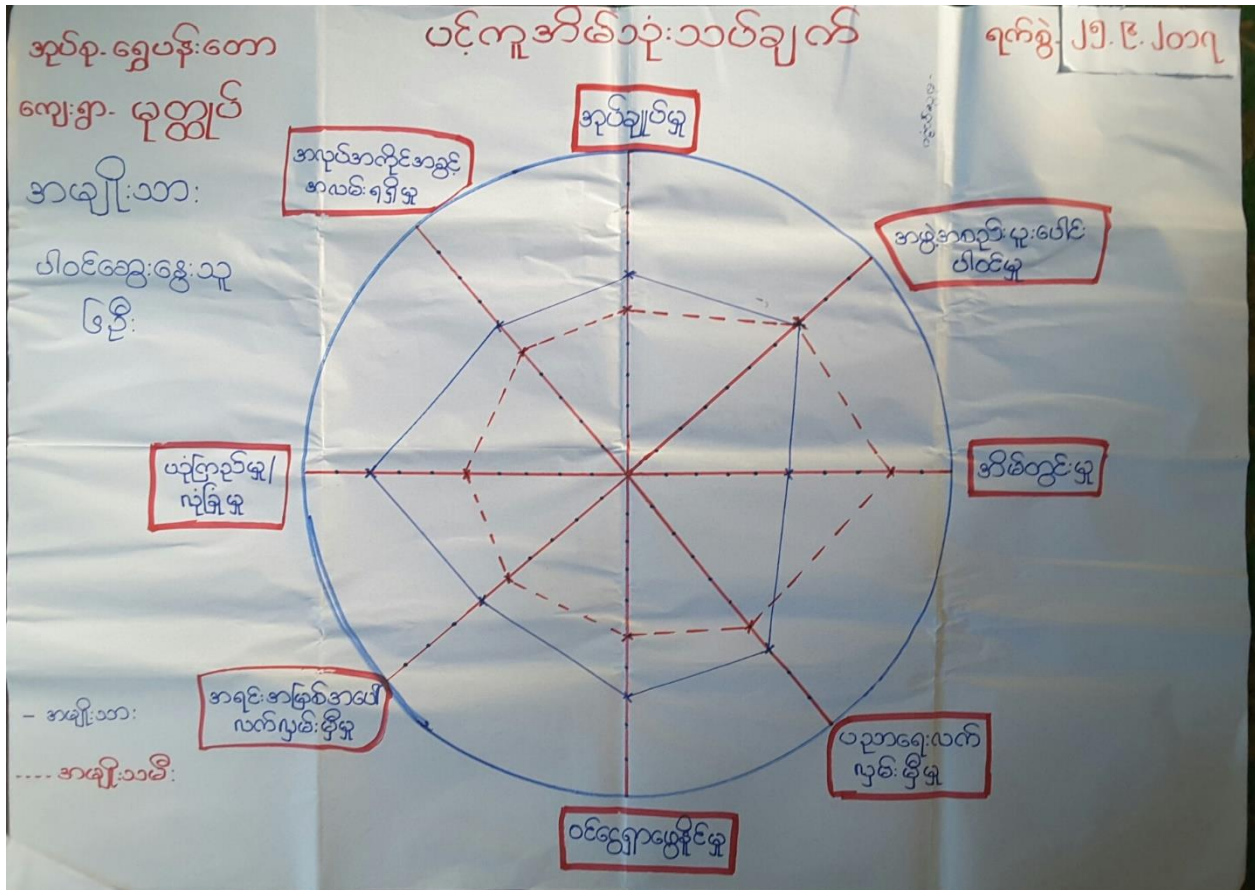 အုပ်စု-ရွှေပန်းတော
ကျေးရွာ- မုတ္ထုပ်
အမျိုးသား
ပါဝင်ဆွေးနွေးသူ
၆ဦး
ပင့်ကူအိမ်သုံးသပ်ချက်
ရက်စွဲ ၂၅.၉.၂၀၁၇
အုပ်ချုပ်မှု
အလုပ်အကိုင်အခွင့်
အလမ်းရရှိမှု
အဖွဲ့အစည်းပူးပေါင်း
ပါဝင်မှု
ယုံကြည်မှု/
လုံခြုံမှု
အိမ်တွင်းမှု
အရင်းအမြစ်အပေါ်
လက်လှမ်းမှီမှု
ပညာရေးလက်
လှမ်းမှီမှု
ဝင်ငွေရှာဖွေနိုင်မှု
– အမျိုးသား
.... အမျိုးသမီး